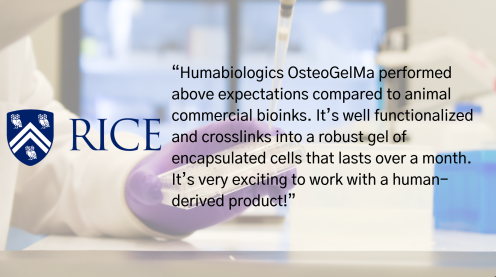 RICE
“Humabiologics OsteoGelMa performed
above expectations compared to animal
commercial bioinks. It’s well functionalized
and crosslinks into a robust gel of
encapsulated cells that lasts over a month.
It’s very exciting to work with a human-
derived product!”